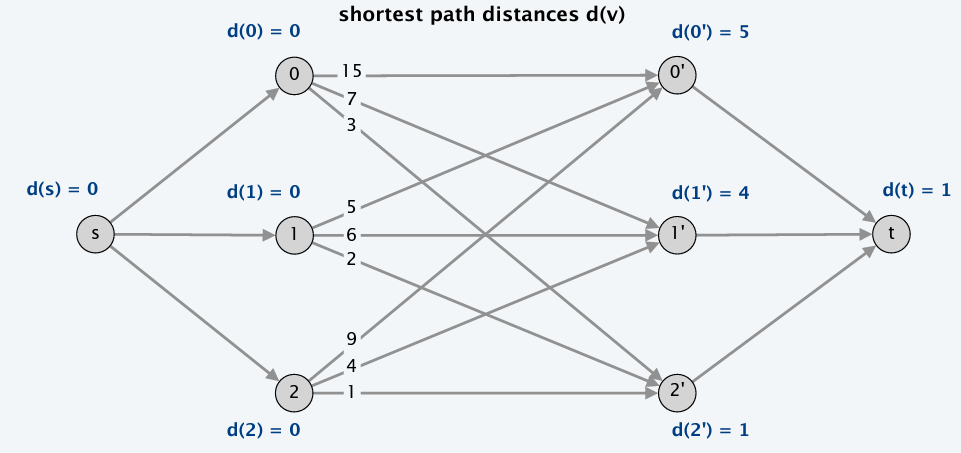 shortest path distances d(v)
d(0) = 0
d(0') = 5
0
15
0'
7
3
d(s) = 0
d(1) = 0
d(1') = 4
d(t) = 1
5
s
1
6
1'
t
2
9
4
2
1
2'
d(2) = 0
d(2') = 1